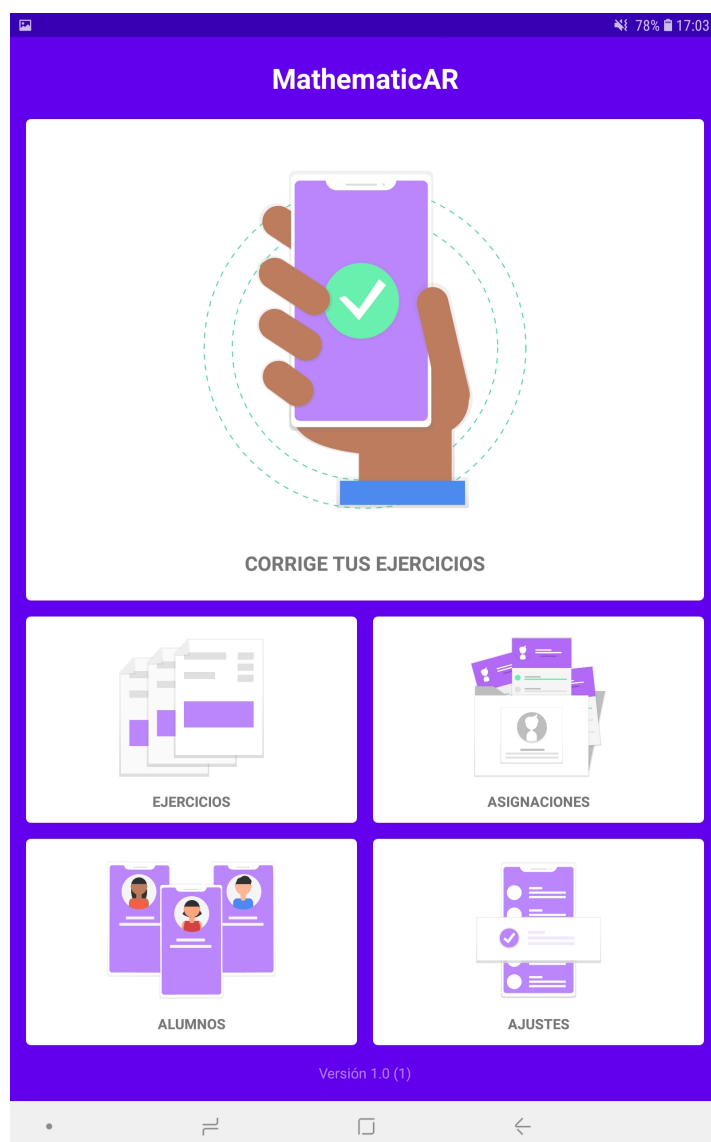 78% 17:03
MathematicAR
CORRIGE TUS EJERCICIOS
EJERCICIOS
ASIGNACIONES
ALUMNOS
AJUSTES
Versión 1.0 (1)